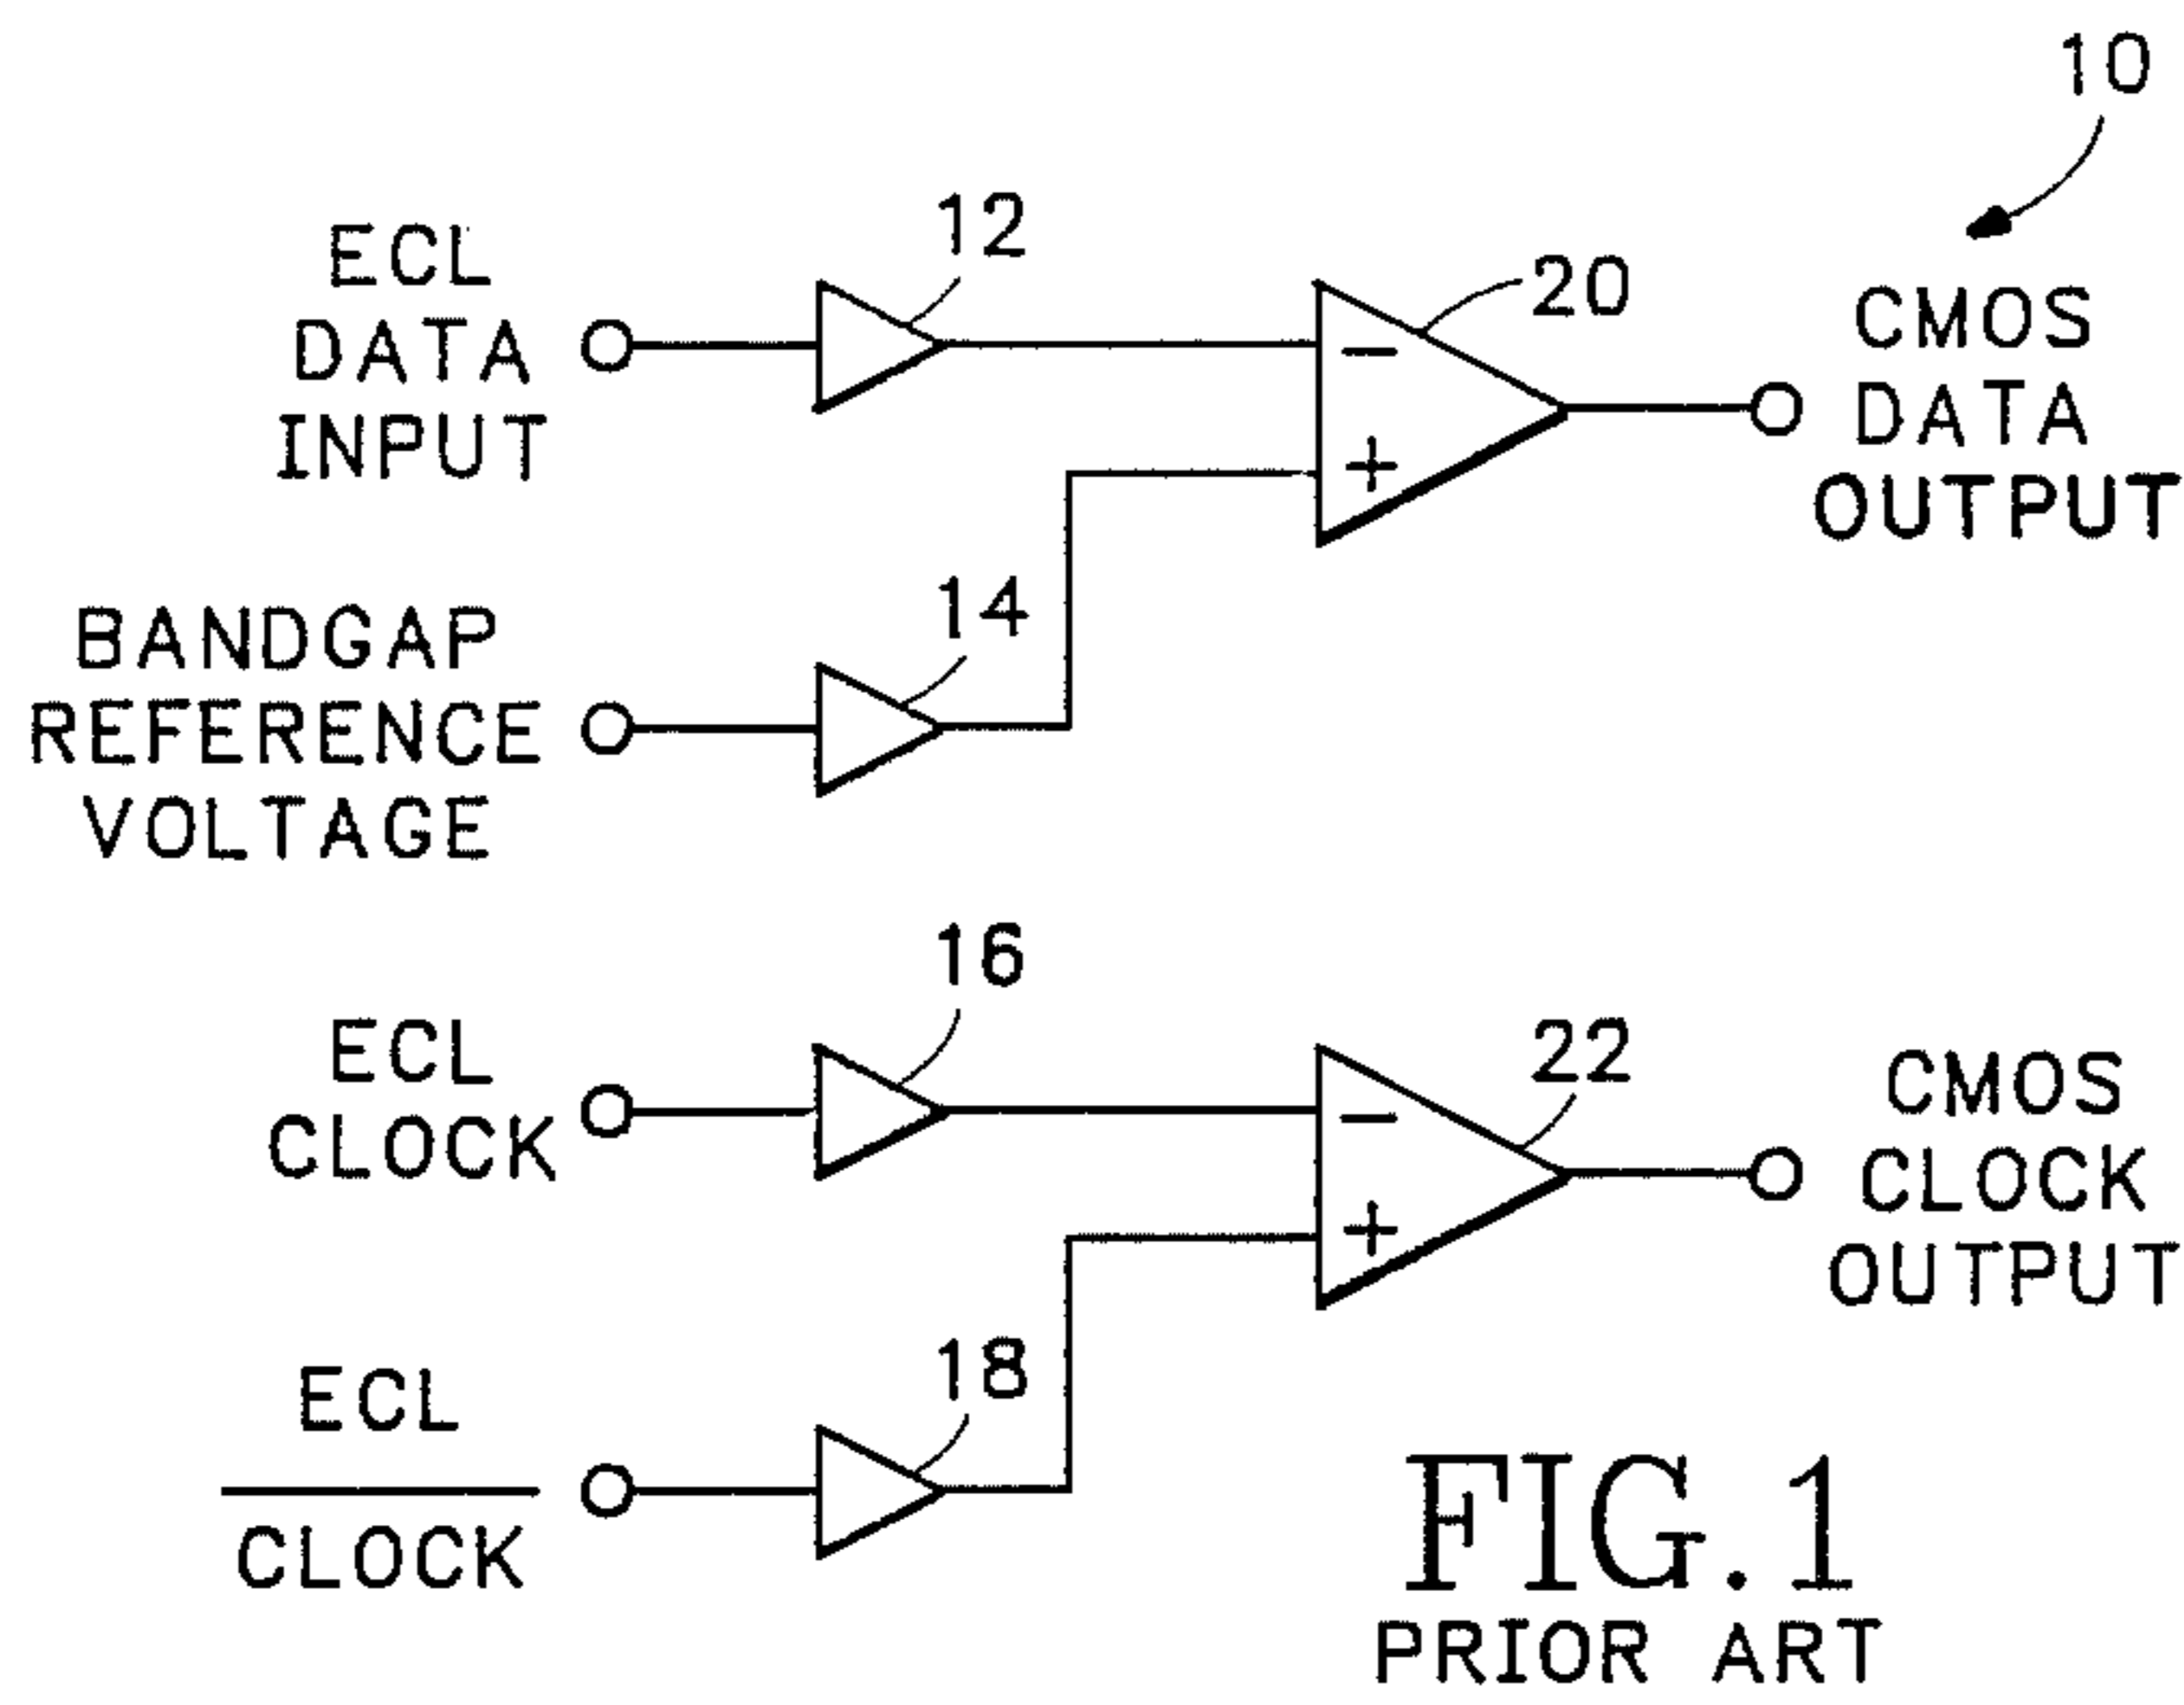 10
12
ECL
DATA
INPUT
20
CMOS
DATA
OUTPUT
−
+
14
BANDGAP
REFERENCE
VOLTAGE
16
ECL
CLOCK
22
CMOS
CLOCK
OUTPUT
−
+
18
ECL
CLOCK
FIG.1
PRIOR ART